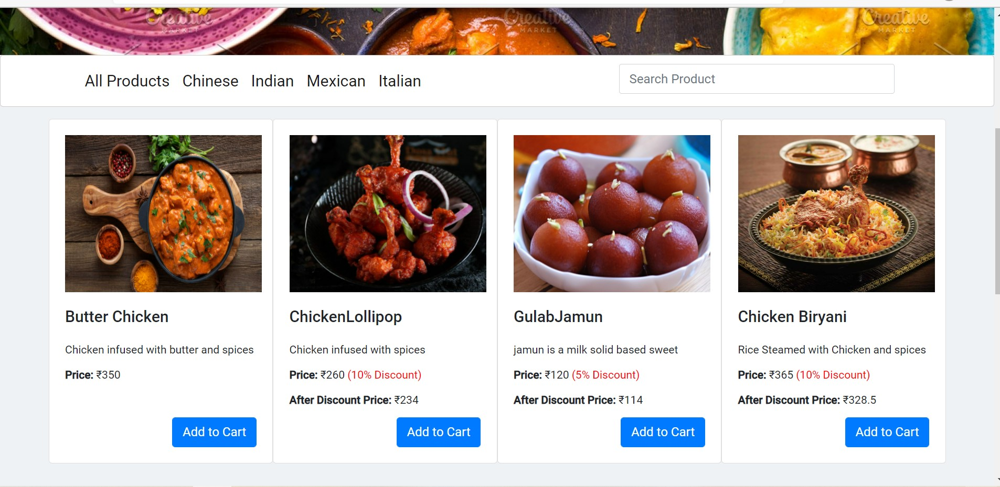 Creative Creative Creative
MARKET MARKET MARKET
All Products Chinese Indian Mexican Italian
Search Product
Butter Chicken
Chicken infused with butter and spices
Price: ₹350
Add to Cart
ChickenLollipop
Chicken infused with spices
Price: ₹260 (10% Discount)
After Discount Price: ₹234
Add to Cart
GulabJamun
jamun is a milk solid based sweet
Price: ₹120 (5% Discount)
After Discount Price: ₹114
Add to Cart
Chicken Biryani
Rice Steamed with Chicken and spices
Price: ₹365 (10% Discount)
After Discount Price: ₹328.5
Add to Cart